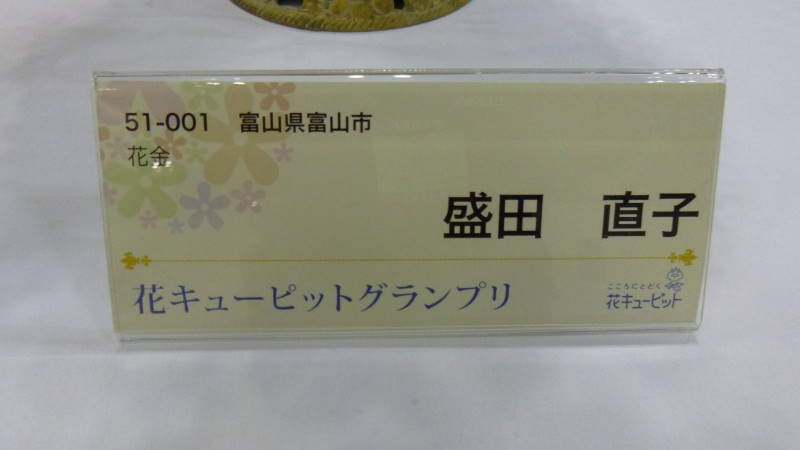 51-001 富山県富山市
花金
盛田 直子
花キューピットグランプリ
こころにとどく
花キューピット